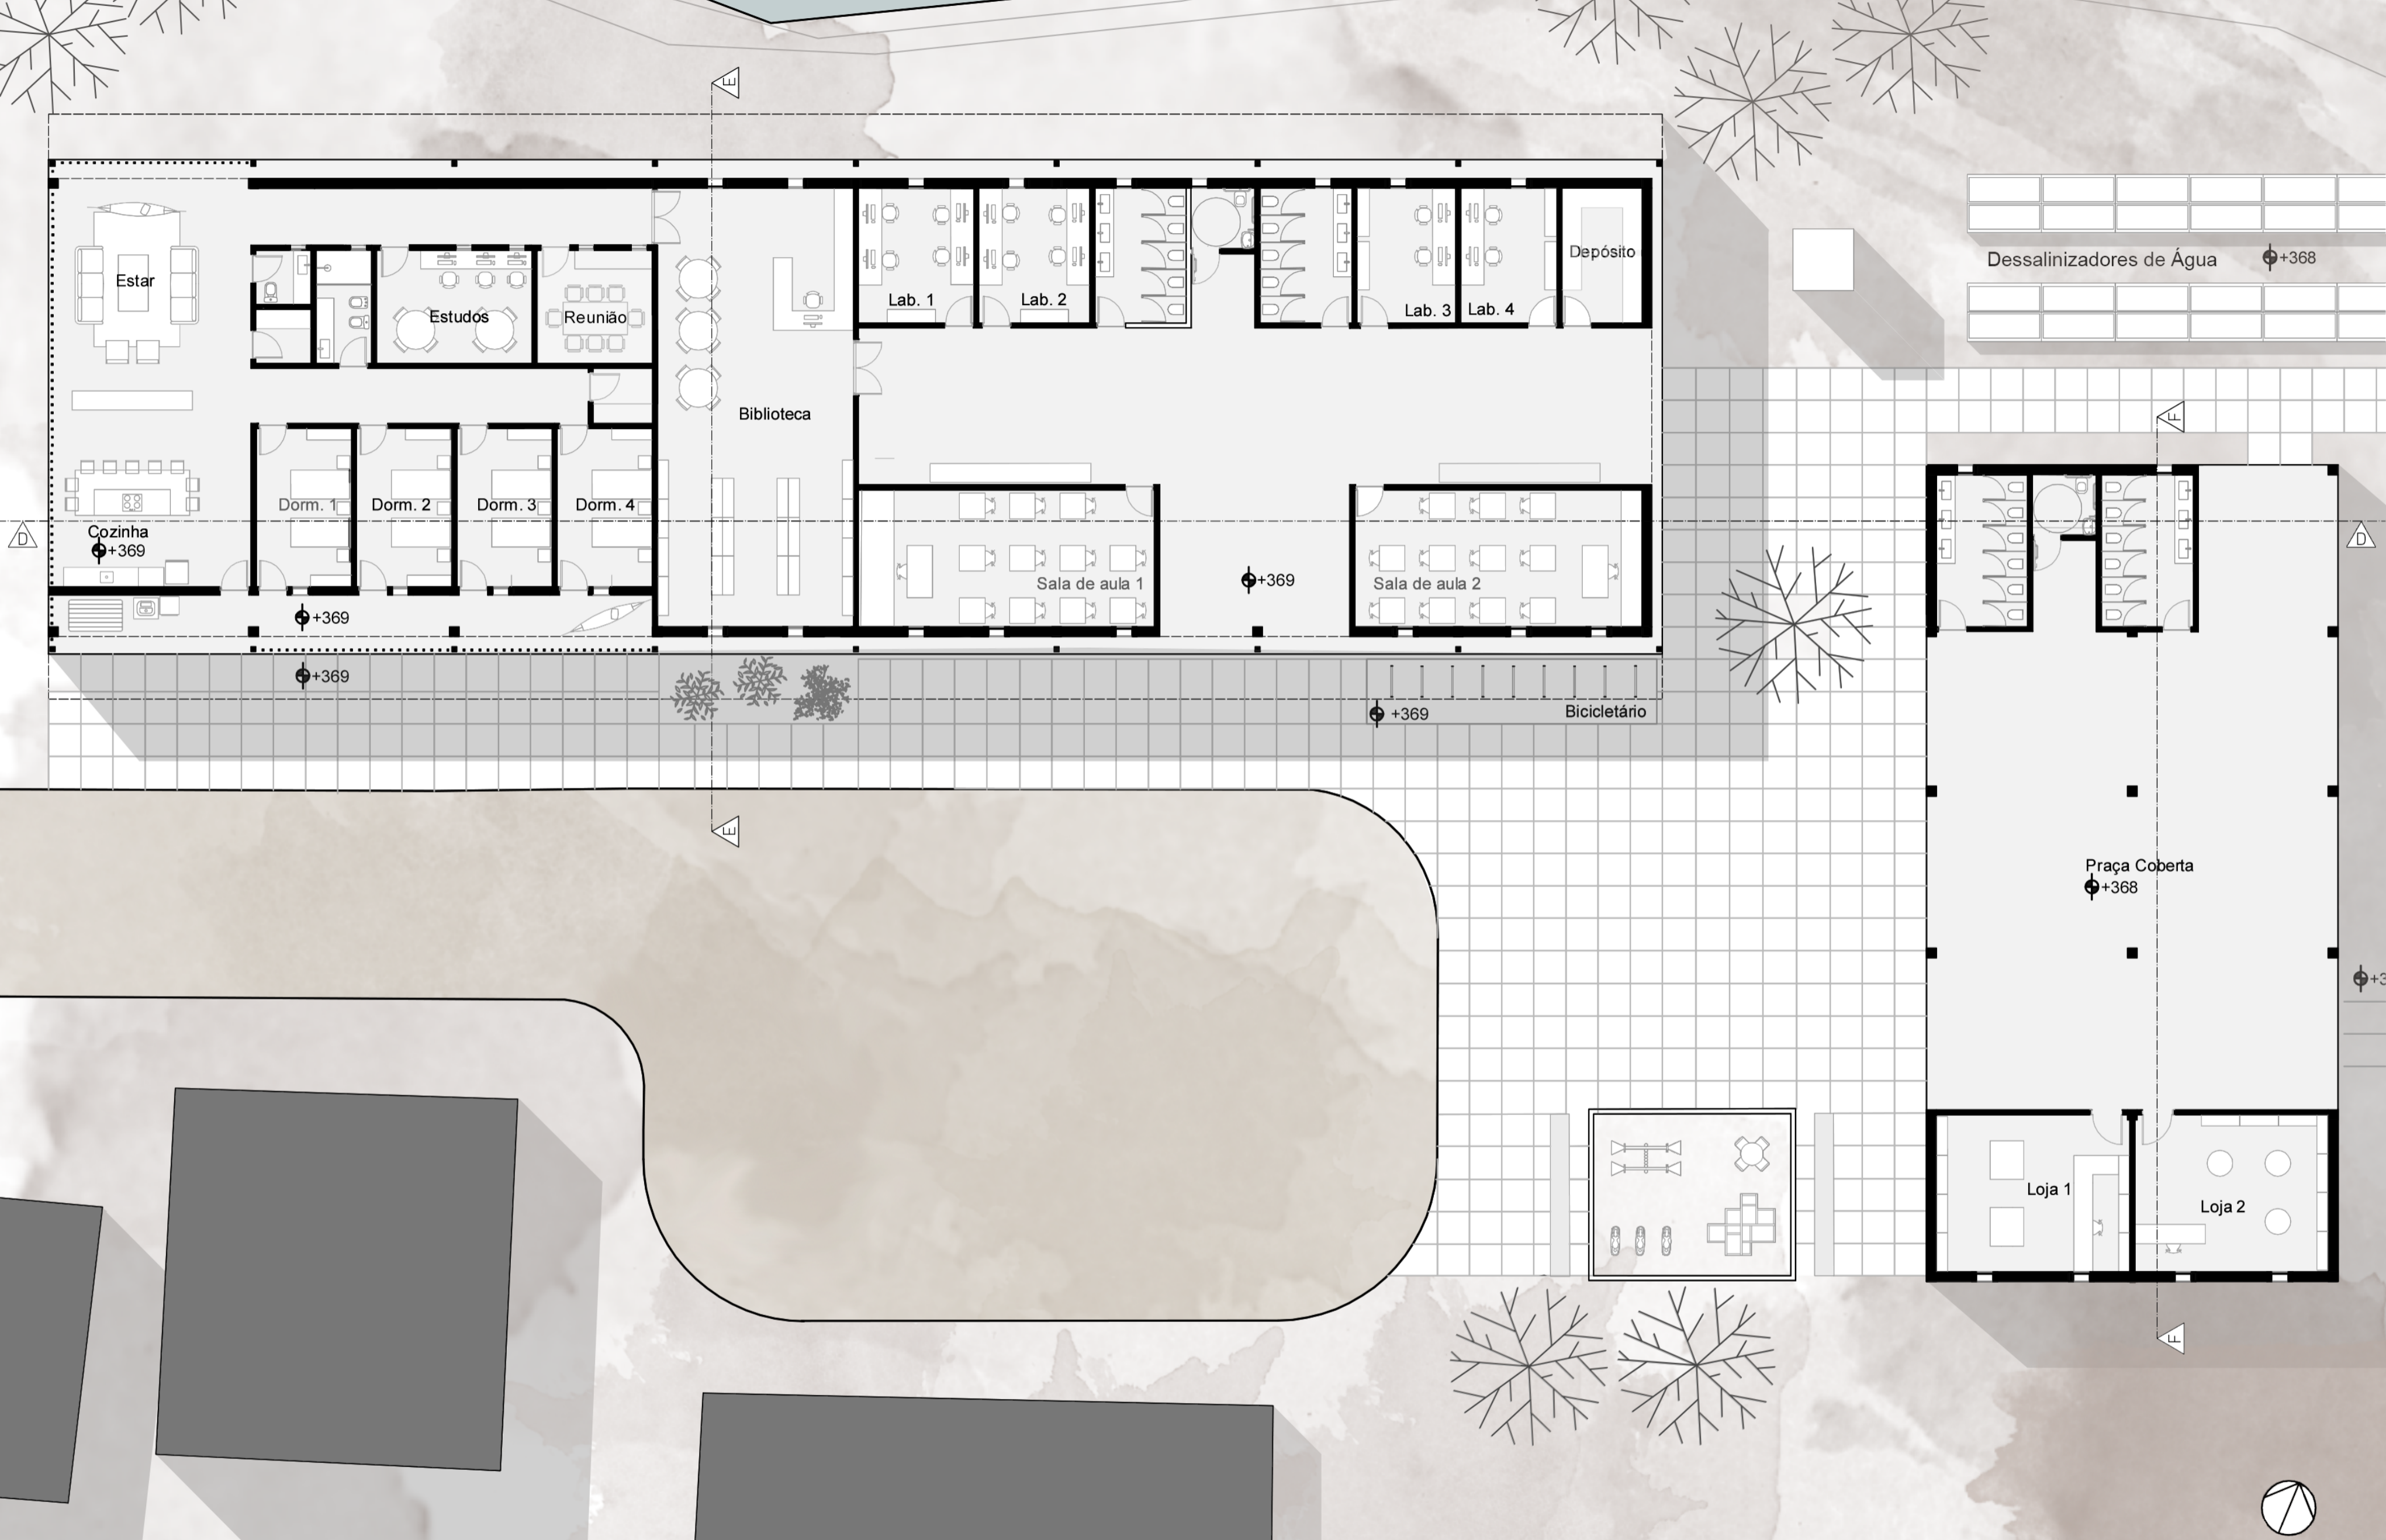 E
Dessalinizadores de Água
+368
Estar
Estudos
Reunião
Lab. 1
Lab. 2
Lab. 3
Lab. 4
Depósito
Biblioteca
F
Dorm. 1
Dorm. 2
Dorm. 3
Dorm. 4
D
Cozinha
+369
Sala de aula 1
+369
Sala de aula 2
D
+369
+369
+369
Bicicletário
E
Praça Coberta
+368
+3
Loja 1
Loja 2
F